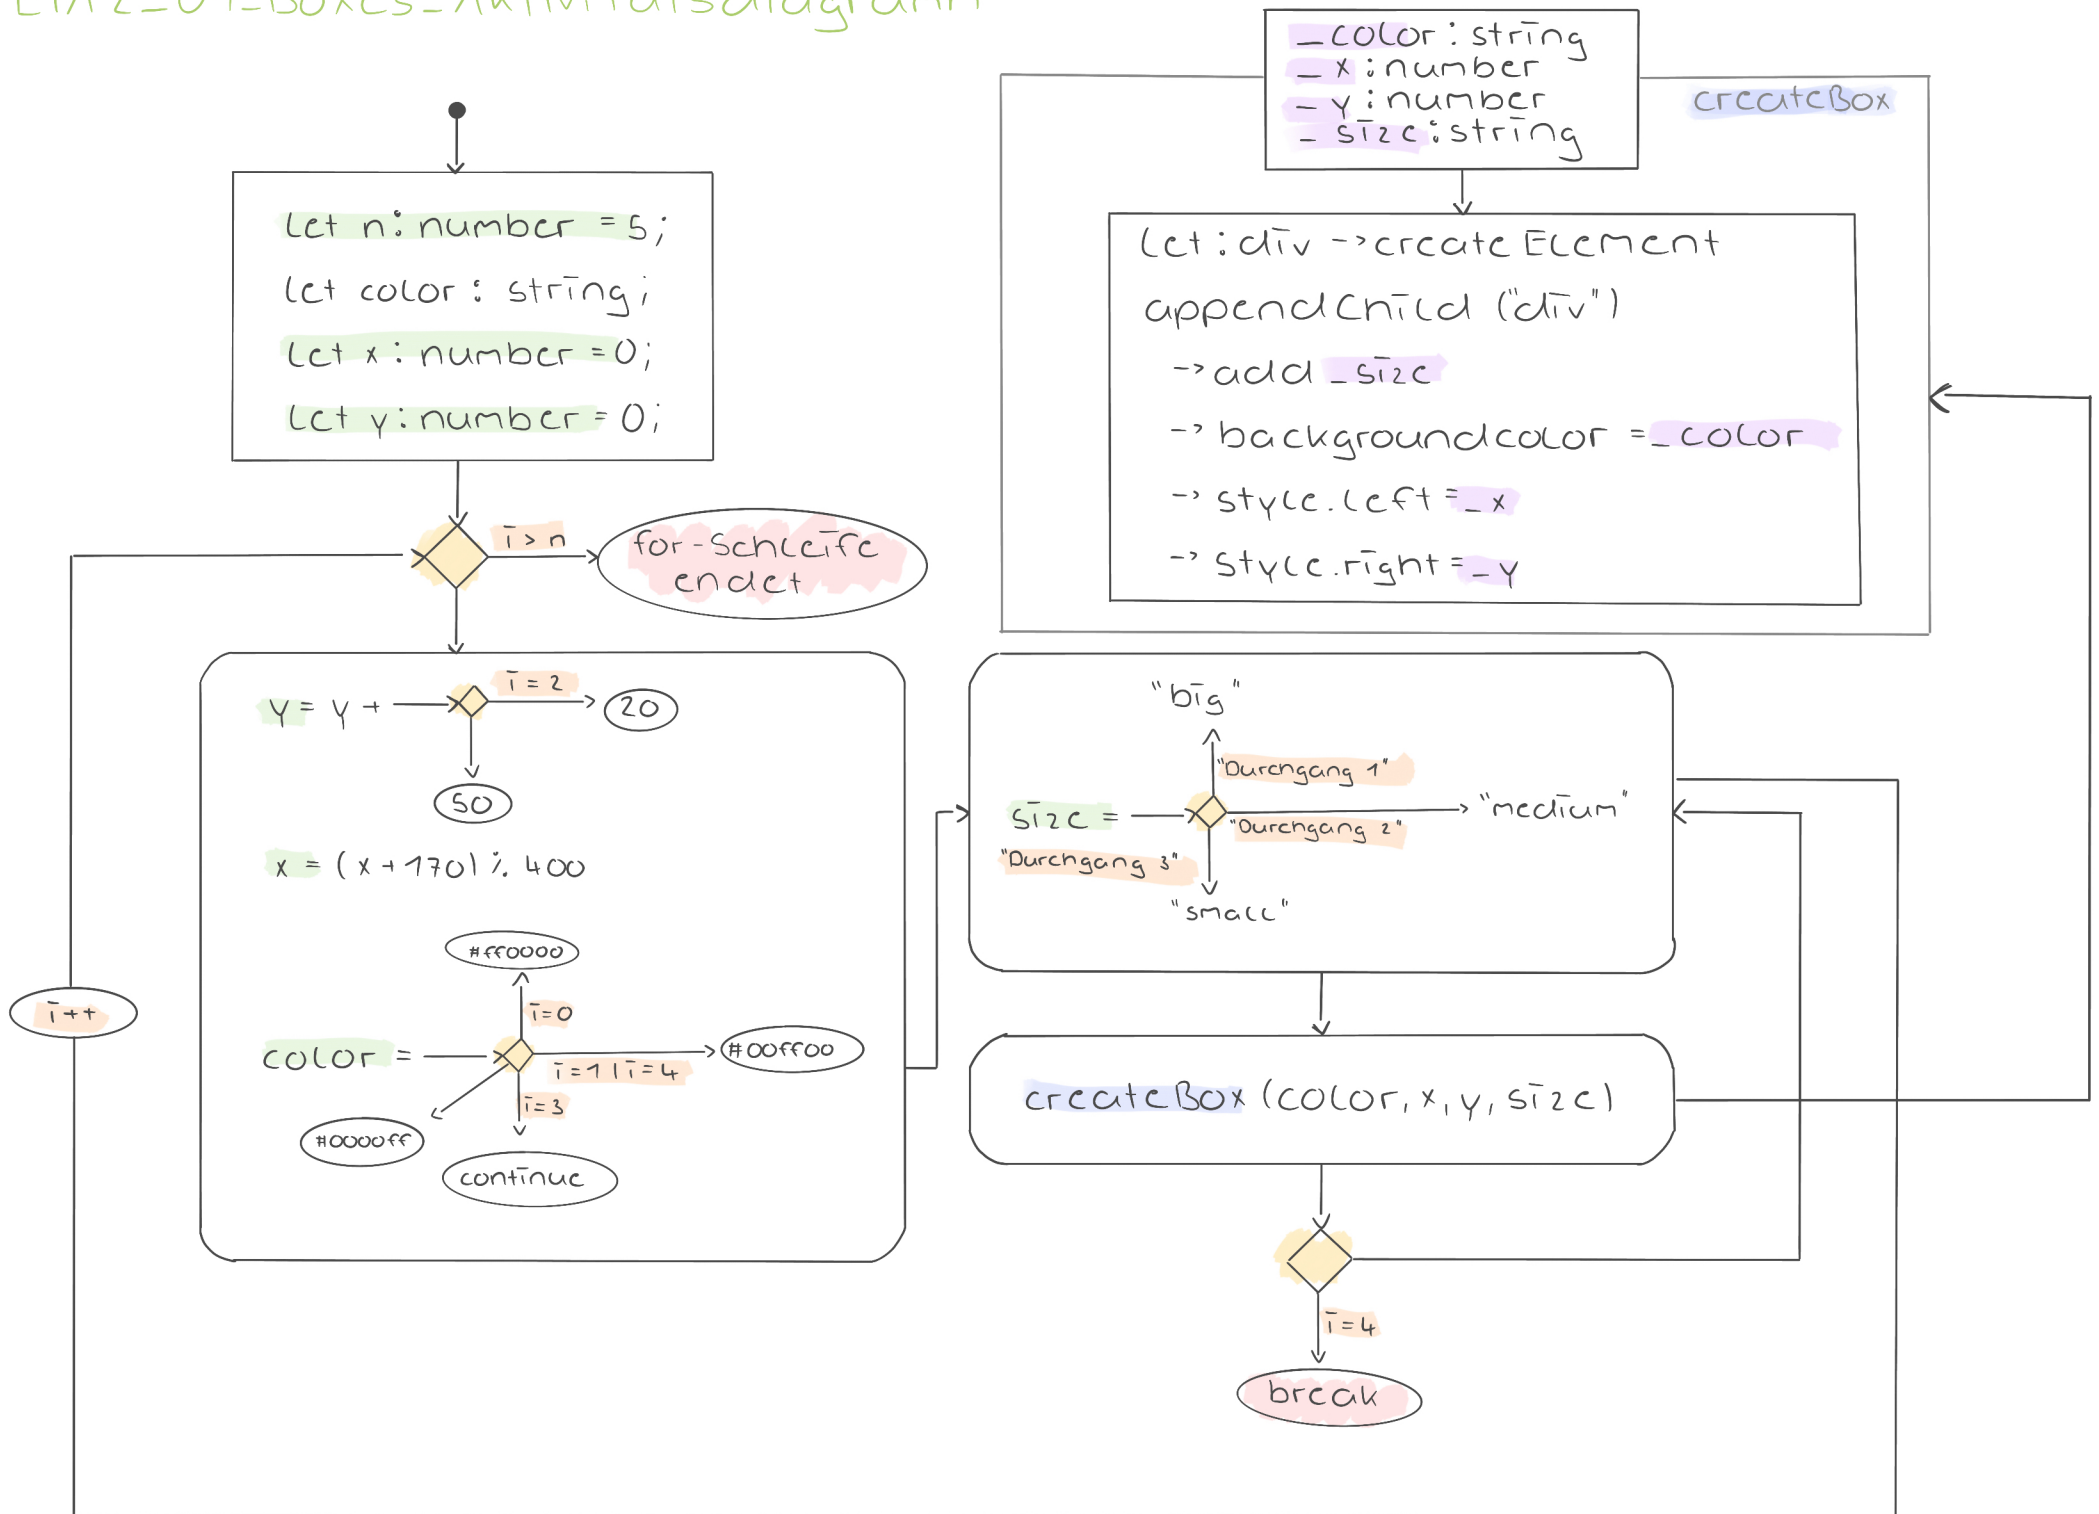 let n: number = 5;
let color: string;
let x: number = 0;
let y: number = 0;
i > n
for-Schleife
endet
y = y +
i = 2
20
50
x = (x + 170) % 400
#ff0000
i=0
color =
i=1 | i=4
#00ff00
i=3
#0000ff
continue
i++
_color: string
_x: number
_y: number
_size: string
createBox
let: div -> createElement
appendChild ("div")
-> add _size
-> backgroundcolor = _color
-> style.left = _x
-> style.right = _y
"big"
"Durchgang 1"
size =
"medium"
"Durchgang 2"
"Durchgang 3"
"small"
createBox (color, x, y, size)
i = 4
break